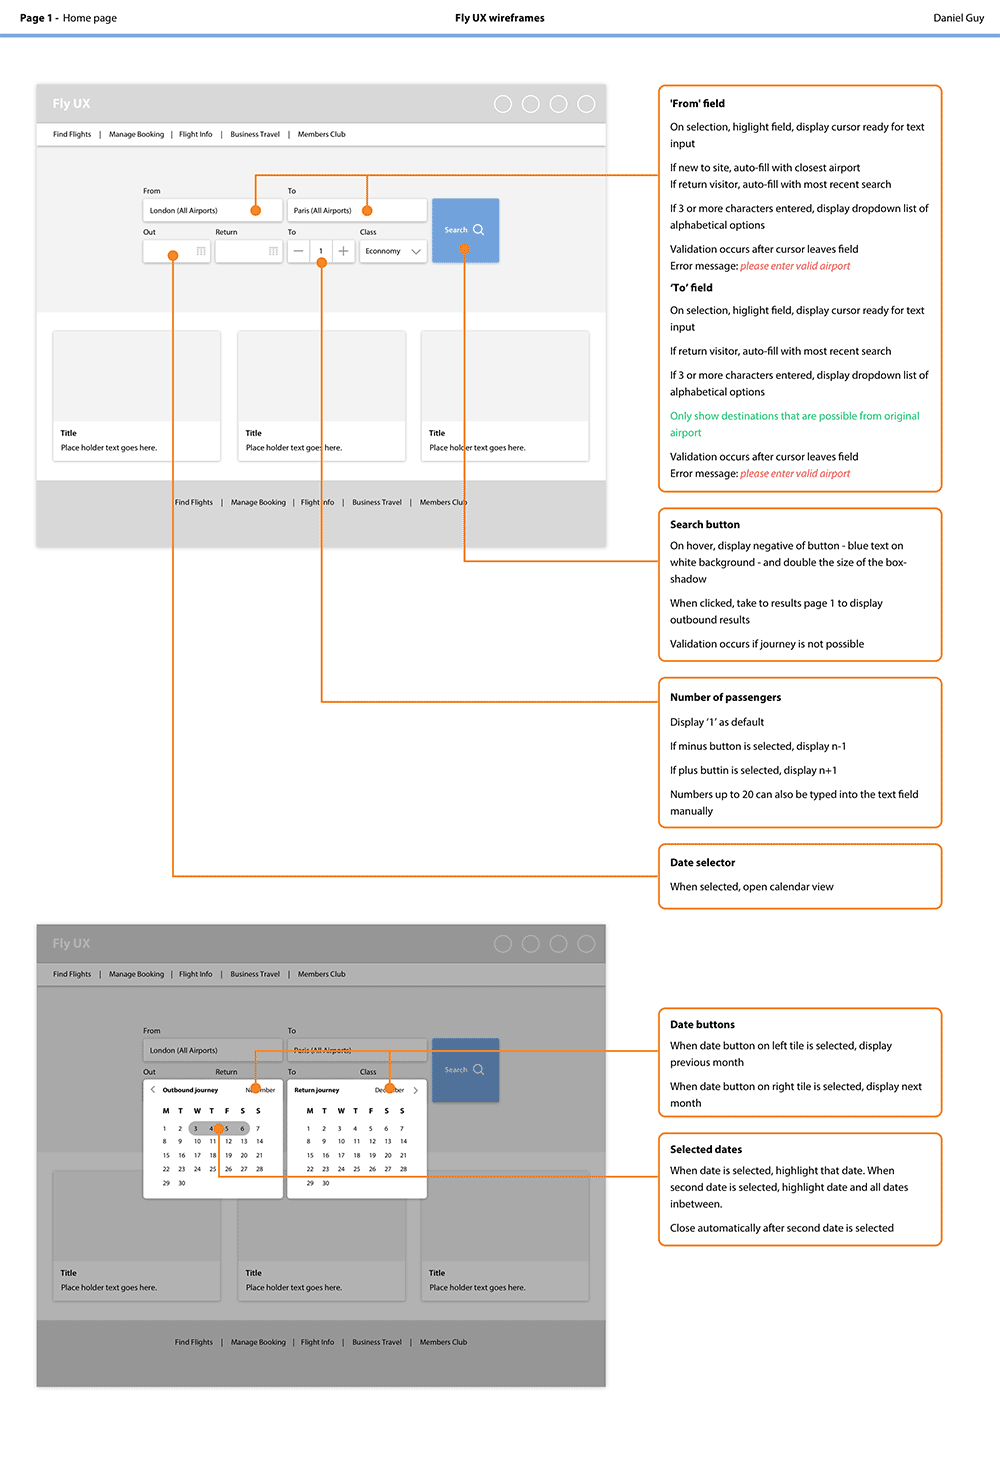 Page 1 - Home page
Fly UX wireframes
Daniel Guy
Fly UX
Find Flights | Manage Booking | Flight Info | Business Travel | Members Club
From
To
London (All Airports)
Paris (All Airports)
Out
Return
To
Class
1
Econnomy
Search
Title
Place holder text goes here.
Title
Place holder text goes here.
Title
Place holder text goes here.
Find Flights | Manage Booking | Flight Info | Business Travel | Members Club
'From' field
On selection, higlight field, display cursor ready for text
input
If new to site, auto-fill with closest airport
If return visitor, auto-fill with most recent search
If 3 or more characters entered, display dropdown list of
alphabetical options
Validation occurs after cursor leaves field
Error message: please enter valid airport
‘To’ field
On selection, higlight field, display cursor ready for text
input
If return visitor, auto-fill with most recent search
If 3 or more characters entered, display dropdown list of
alphabetical options
Only show destinations that are possible from original
airport
Validation occurs after cursor leaves field
Error message: please enter valid airport
Search button
On hover, display negative of button - blue text on
white background - and double the size of the box-
shadow
When clicked, take to results page 1 to display
outbound results
Validation occurs if journey is not possible
Number of passengers
Display ‘1’ as default
If minus button is selected, display n-1
If plus buttin is selected, display n+1
Numbers up to 20 can also be typed into the text field
manually
Date selector
When selected, open calendar view
Fly UX
Find Flights | Manage Booking | Flight Info | Business Travel | Members Club
From
To
London (All Airports)
Paris (All Airports)
Out
Return
To
Class
Search
Outbound journey
November
M T W T F S S
1 2 3 4 5 6 7
8 9 10 11 12 13 14
15 16 17 18 19 20 21
22 23 24 25 26 27 28
29 30
Return journey
December
M T W T F S S
1 2 3 4 5 6 7
8 9 10 11 12 13 14
15 16 17 18 19 20 21
22 23 24 25 26 27 28
29 30
Title
Place holder text goes here.
Title
Place holder text goes here.
Title
Place holder text goes here.
Find Flights | Manage Booking | Flight Info | Business Travel | Members Club
Date buttons
When date button on left tile is selected, display
previous month
When date button on right tile is selected, display next
month
Selected dates
When date is selected, highlight that date. When
second date is selected, highlight date and all dates
inbetween.
Close automatically after second date is selected